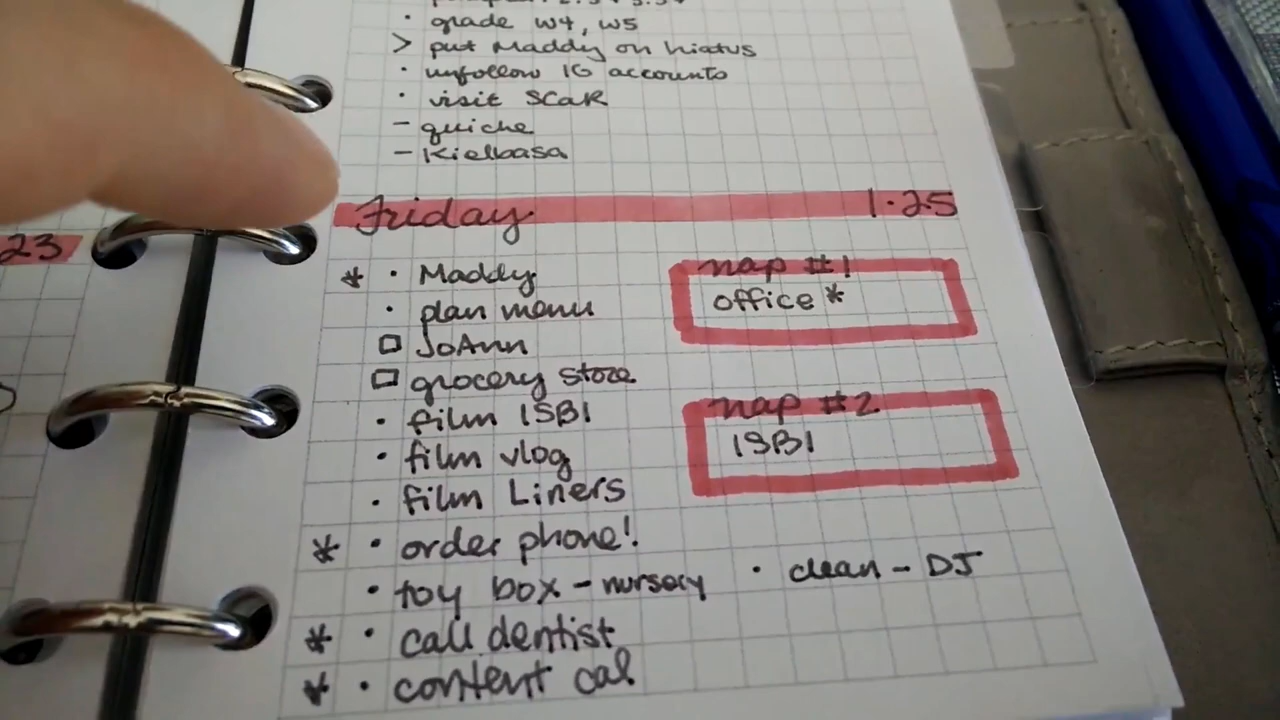 · grade W4, W5
> put Maddy on hiatus
· unfollow IG accounts
· visit SCaR
– quiche
– Kielbasa
23
Friday 1·25
* · Maddy
· plan menu
□ JoAnn
□ grocery store
· film ISBI
· film vlog
· film Liners
* · order phone!
· toy box – nursery · clean – DJ
* · call dentist
* · content cal
nap #1
office *
nap #2
ISBI